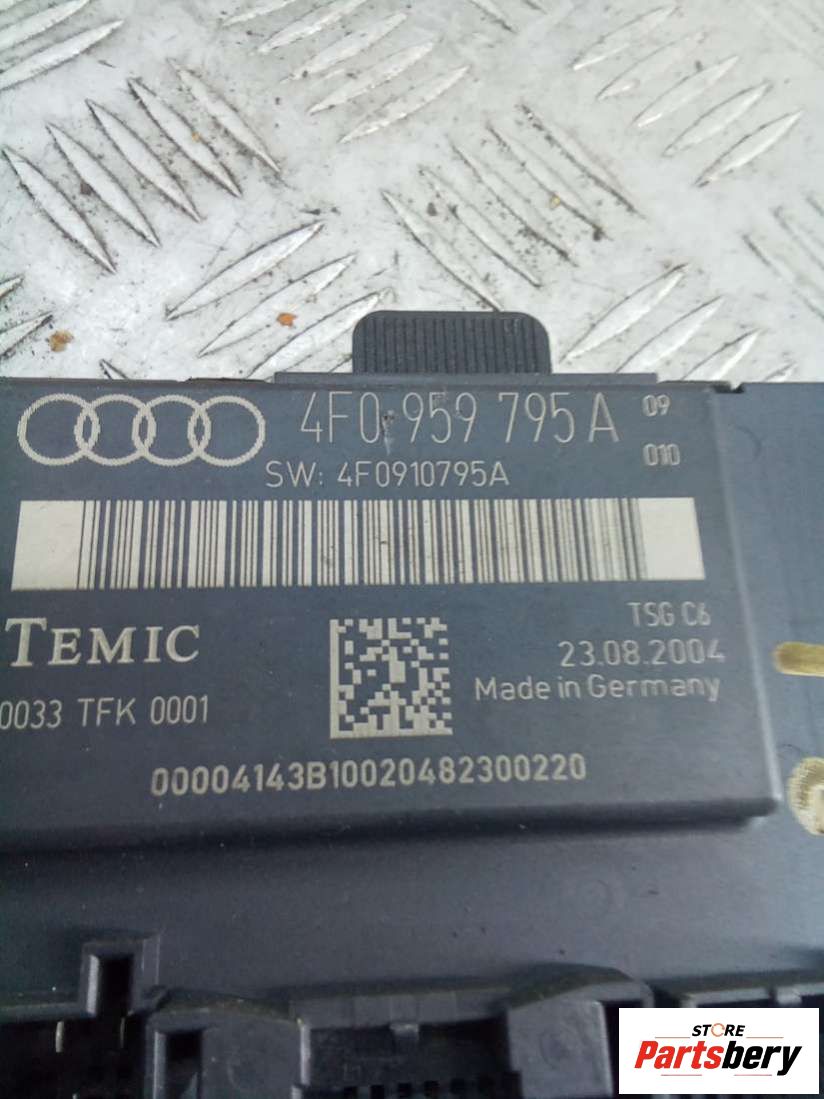 4F0 959 795 A 09
010
SW: 4F0910795A
TEMIC
TSG C6
23.08.2004
Made in Germany
0033 TFK 0001
00004143B10020482300220
STORE
Partsbery